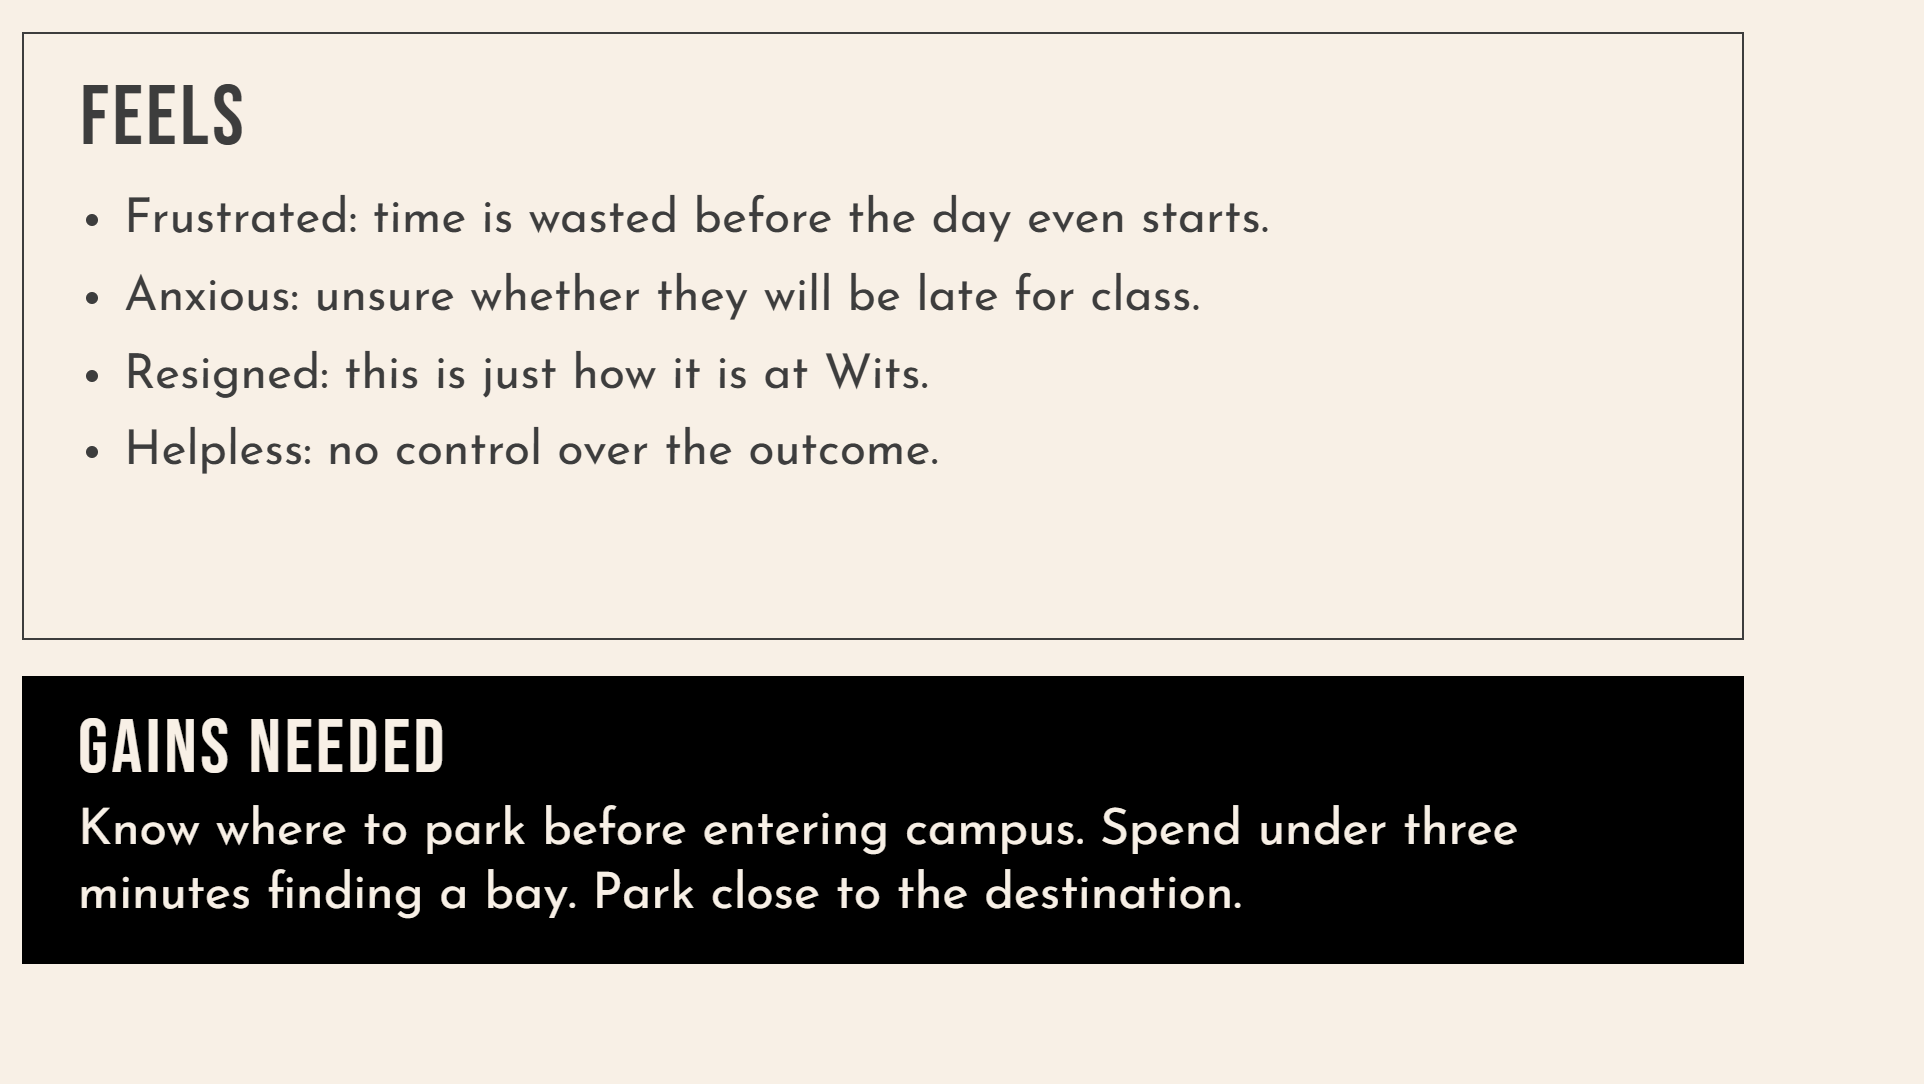 FEELS
• Frustrated: time is wasted before the day even starts.
• Anxious: unsure whether they will be late for class.
• Resigned: this is just how it is at Wits.
• Helpless: no control over the outcome.
GAINS NEEDED
Know where to park before entering campus. Spend under three
minutes finding a bay. Park close to the destination.